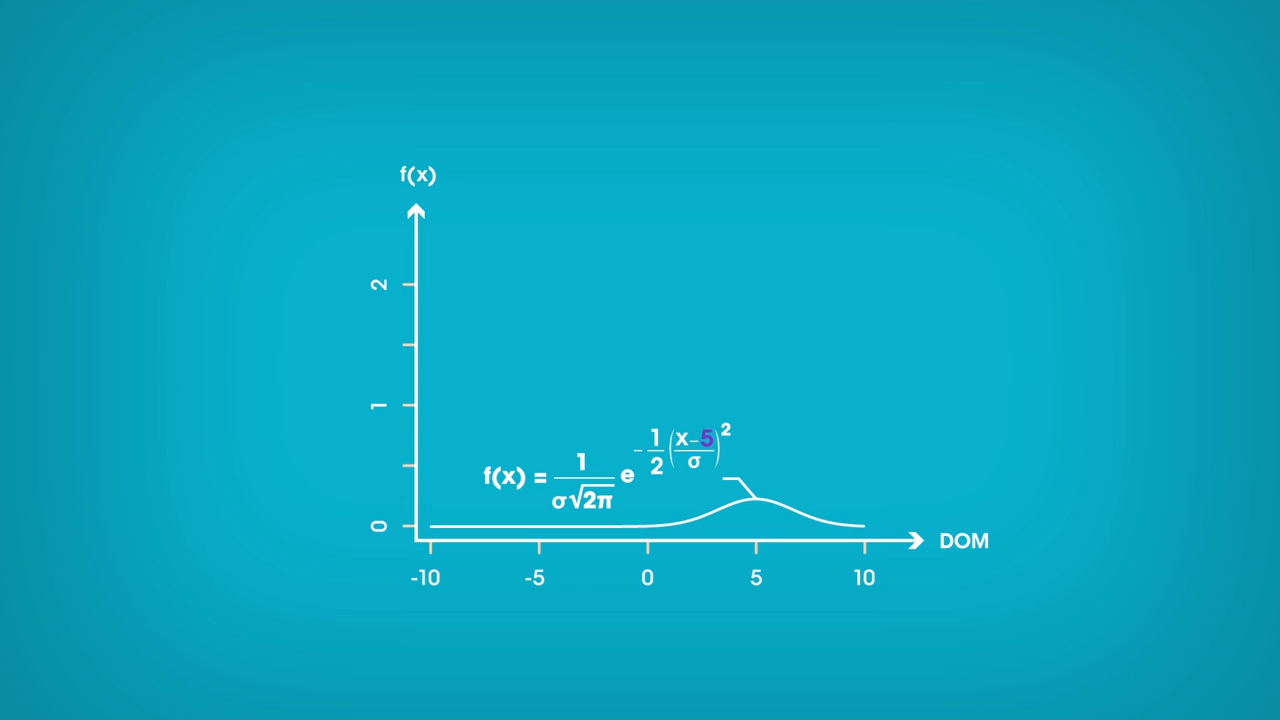 f(x)
2
1
0
f(x) = 1/(σ√2π) e^(-1/2 ((x-5)/σ)^2)
DOM
-10 -5 0 5 10